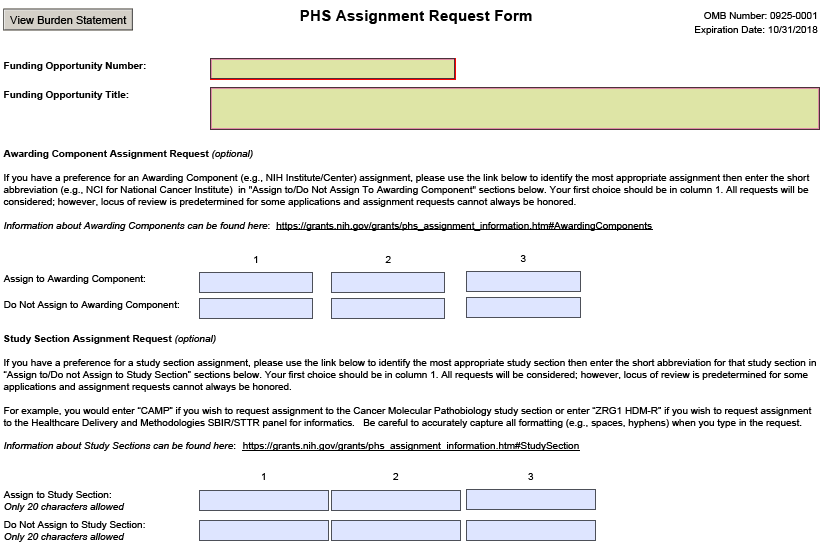 View Burden Statement
PHS Assignment Request Form
OMB Number: 0925-0001
Expiration Date: 10/31/2018
Funding Opportunity Number:
Funding Opportunity Title:
Awarding Component Assignment Request (optional)
If you have a preference for an Awarding Component (e.g., NIH Institute/Center) assignment, please use the link below to identify the most appropriate assignment then enter the short
abbreviation (e.g., NCI for National Cancer Institute) in "Assign to/Do Not Assign To Awarding Component" sections below. Your first choice should be in column 1. All requests will be
considered; however, locus of review is predetermined for some applications and assignment requests cannot always be honored.
Information about Awarding Components can be found here: https://grants.nih.gov/grants/phs_assignment_information.htm#AwardingComponents
1 2 3
Assign to Awarding Component:
Do Not Assign to Awarding Component:
Study Section Assignment Request (optional)
If you have a preference for a study section assignment, please use the link below to identify the most appropriate study section then enter the short abbreviation for that study section in
“Assign to/Do not Assign to Study Section” sections below. Your first choice should be in column 1. All requests will be considered; however, locus of review is predetermined for some
applications and assignment requests cannot always be honored.
For example, you would enter “CAMP” if you wish to request assignment to the Cancer Molecular Pathobiology study section or enter “ZRG1 HDM-R” if you wish to request assignment
to the Healthcare Delivery and Methodologies SBIR/STTR panel for informatics. Be careful to accurately capture all formatting (e.g., spaces, hyphens) when you type in the request.
Information about Study Sections can be found here: https://grants.nih.gov/grants/phs_assignment_information.htm#StudySection
1 2 3
Assign to Study Section:
Only 20 characters allowed
Do Not Assign to Study Section:
Only 20 characters allowed